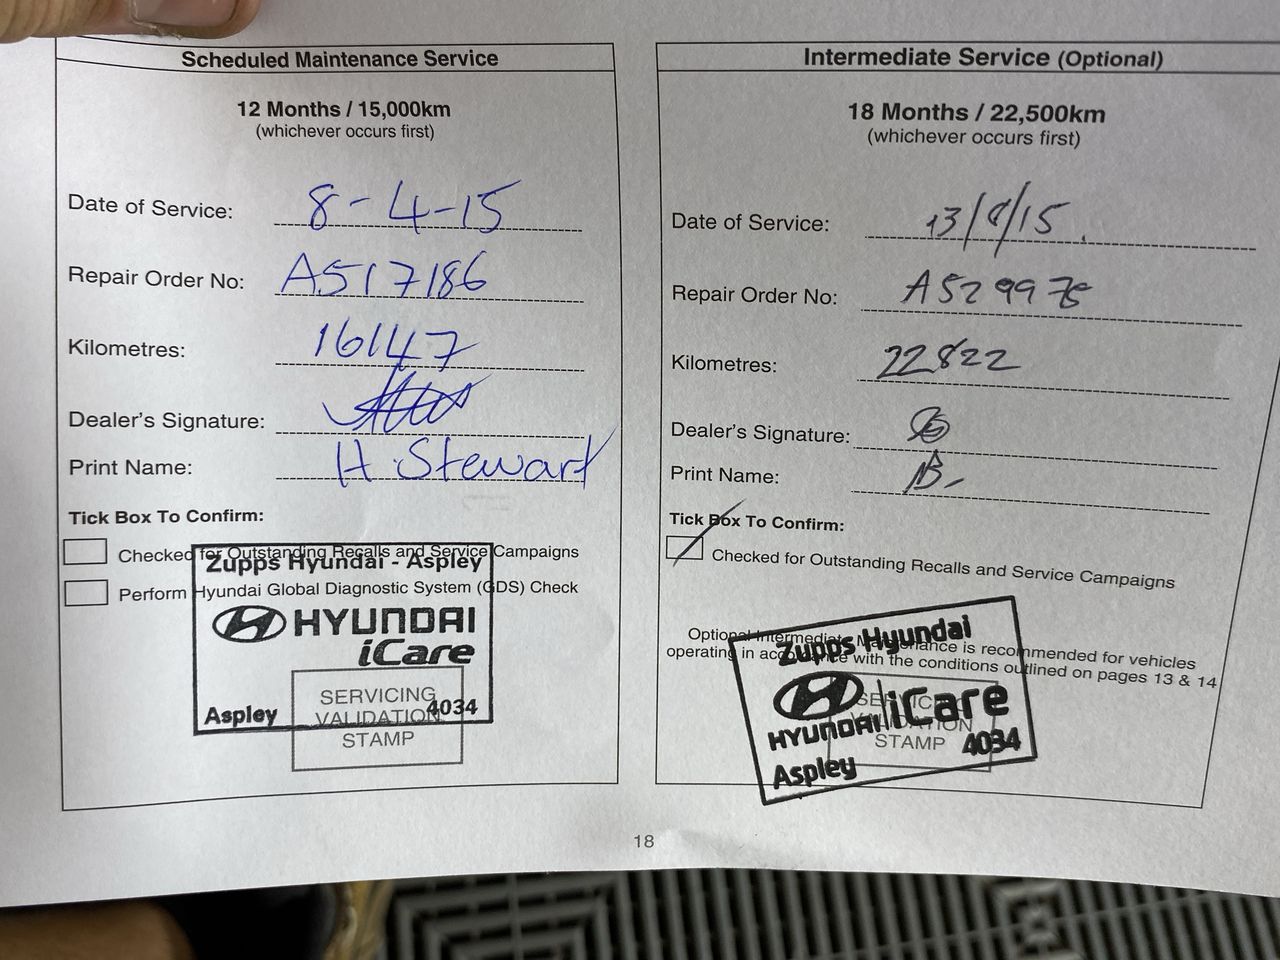 Scheduled Maintenance Service
12 Months / 15,000km
(whichever occurs first)
Date of Service: 8-4-15
Repair Order No: A517186
Kilometres: 16147
Dealer's Signature:
Print Name: H Stewart
Tick Box To Confirm:
Checked for Outstanding Recalls and Service Campaigns
Perform Hyundai Global Diagnostic System (GDS) Check
Zupps Hyundai - Aspley
HYUNDAI
iCare
Aspley 4034
SERVICING
VALIDATION
STAMP
Intermediate Service (Optional)
18 Months / 22,500km
(whichever occurs first)
Date of Service: 13/8/15
Repair Order No: A529978
Kilometres: 22822
Dealer's Signature:
Print Name: B.
Tick Box To Confirm:
Checked for Outstanding Recalls and Service Campaigns
Optional Intermediate Maintenance is recommended for vehicles
operating in accordance with the conditions outlined on pages 13 & 14
Zupps Hyundai
iCare
HYUNDAI
4034
Aspley
SERVICING
VALIDATION
STAMP
18